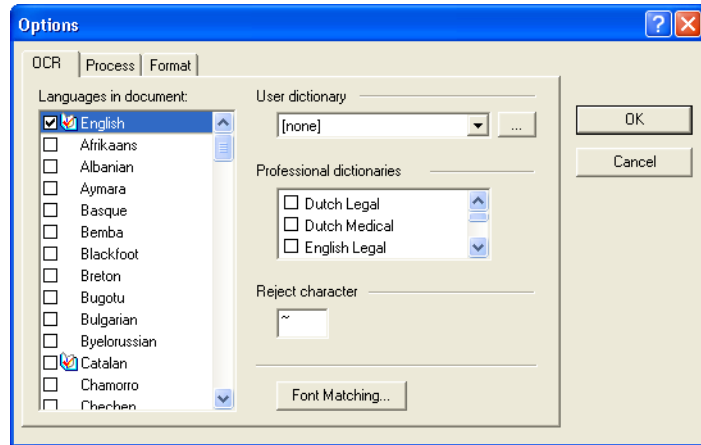 Options
OCR
Process
Format
Languages in document:
English
Afrikaans
Albanian
Aymara
Basque
Bemba
Blackfoot
Breton
Bugotu
Bulgarian
Byelorussian
Catalan
Chamorro
Chechen
User dictionary
[none]
...
Professional dictionaries
Dutch Legal
Dutch Medical
English Legal
Reject character
~
Font Matching...
OK
Cancel